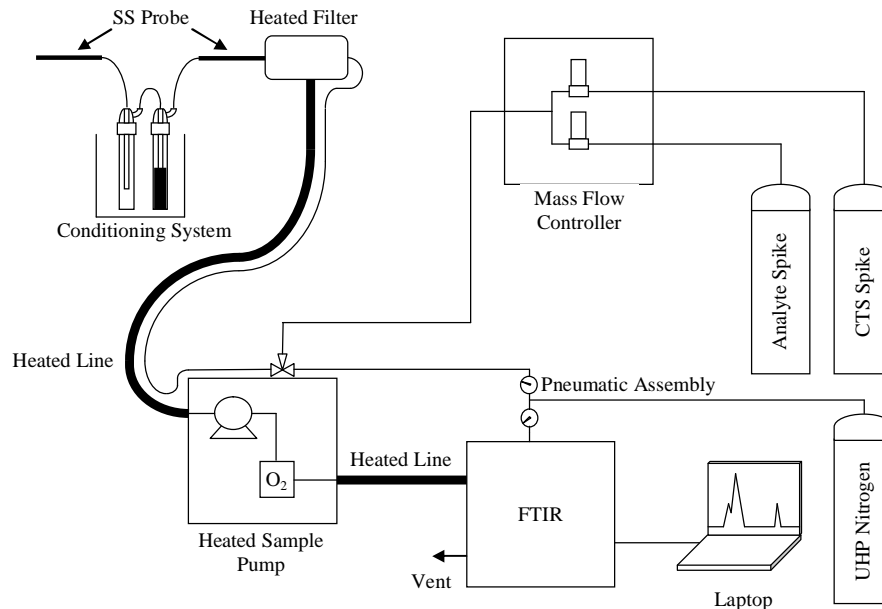 SS Probe
Heated Filter
Conditioning System
Mass Flow
Controller
Analyte Spike
CTS Spike
Heated Line
Pneumatic Assembly
Heated Line
O₂
FTIR
UHP Nitrogen
Heated Sample
Pump
Vent
Laptop